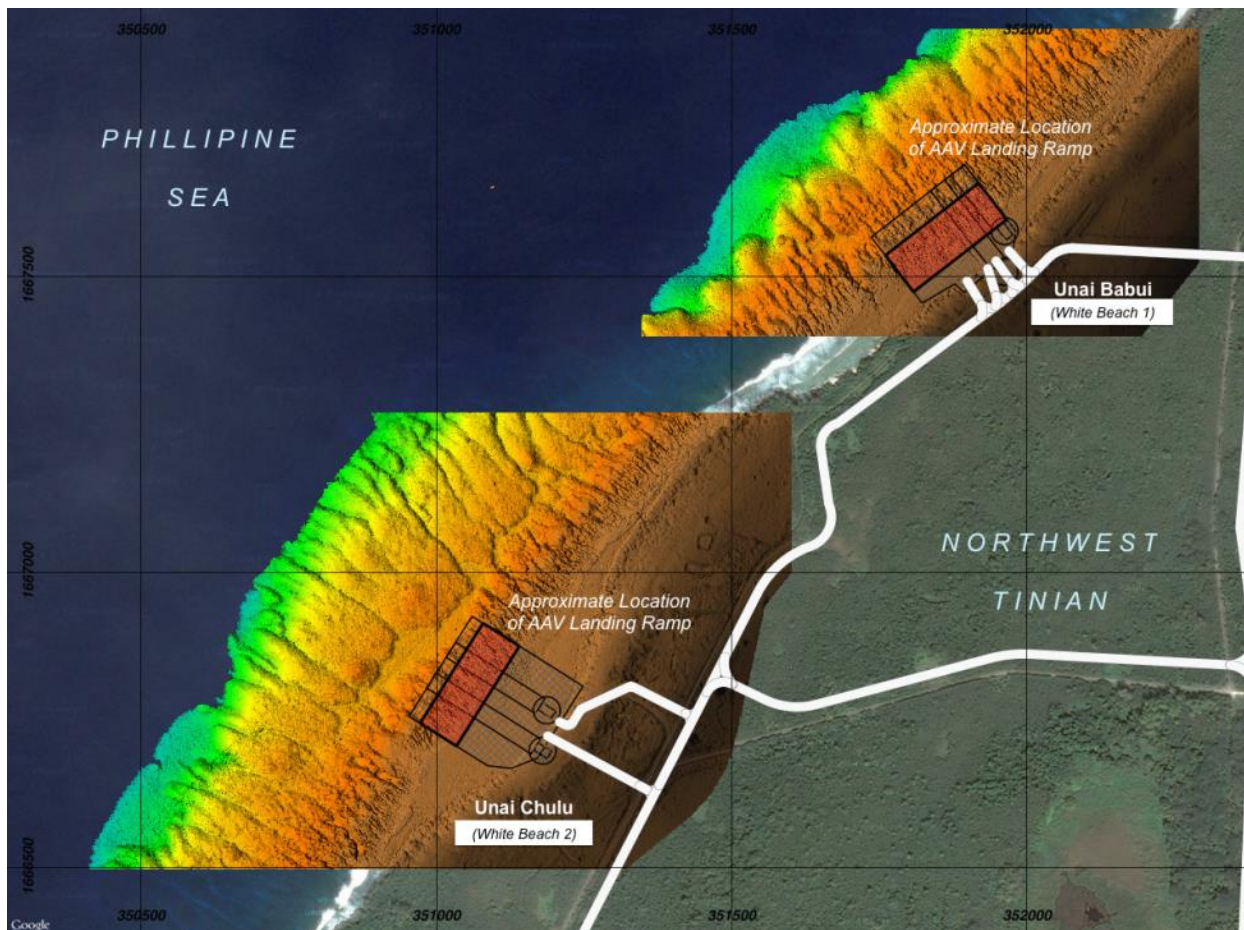 350500
351000
351500
352000
PHILLIPINE
SEA
Approximate Location
of AAV Landing Ramp
1667500
Unai Babui
(White Beach 1)
NORTHWEST
TINIAN
1667000
Approximate Location
of AAV Landing Ramp
Unai Chulu
(White Beach 2)
1666500
350500
351000
351500
352000
Google